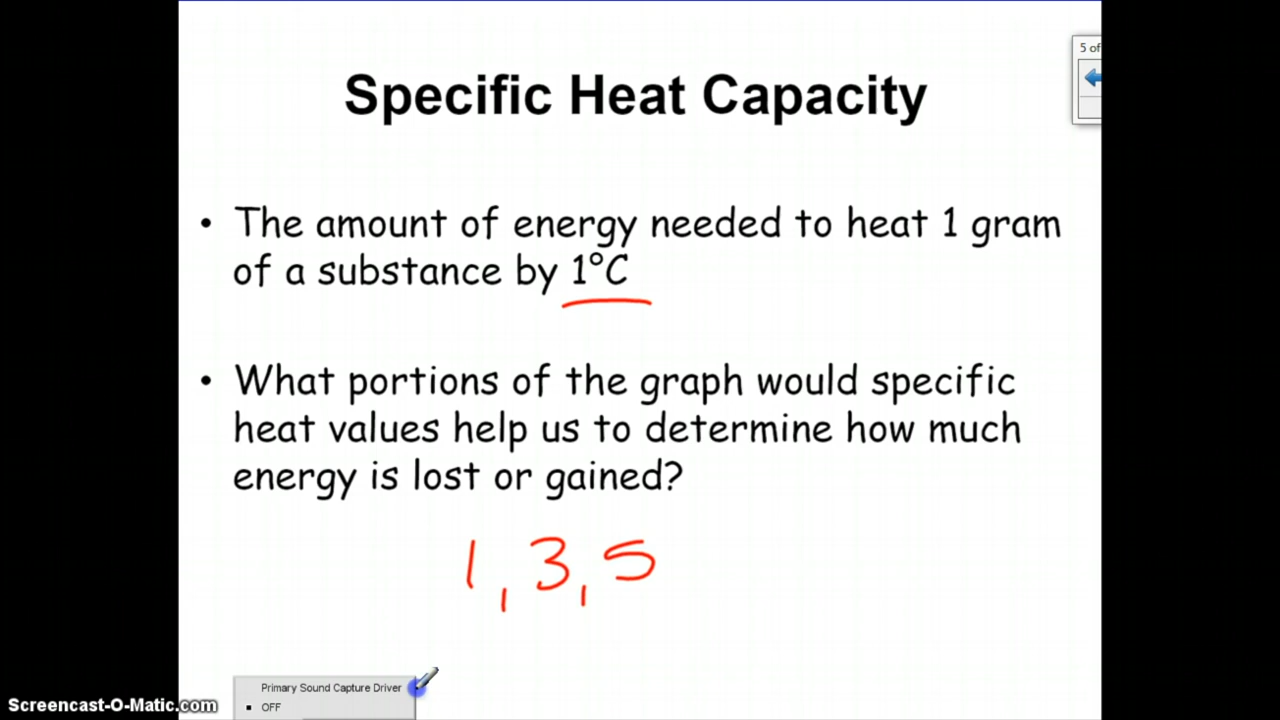 5 of
Specific Heat Capacity
• The amount of energy needed to heat 1 gram
of a substance by 1°C
• What portions of the graph would specific
heat values help us to determine how much
energy is lost or gained?
1, 3, 5
Primary Sound Capture Driver
▪ OFF
Screencast-O-Matic.com